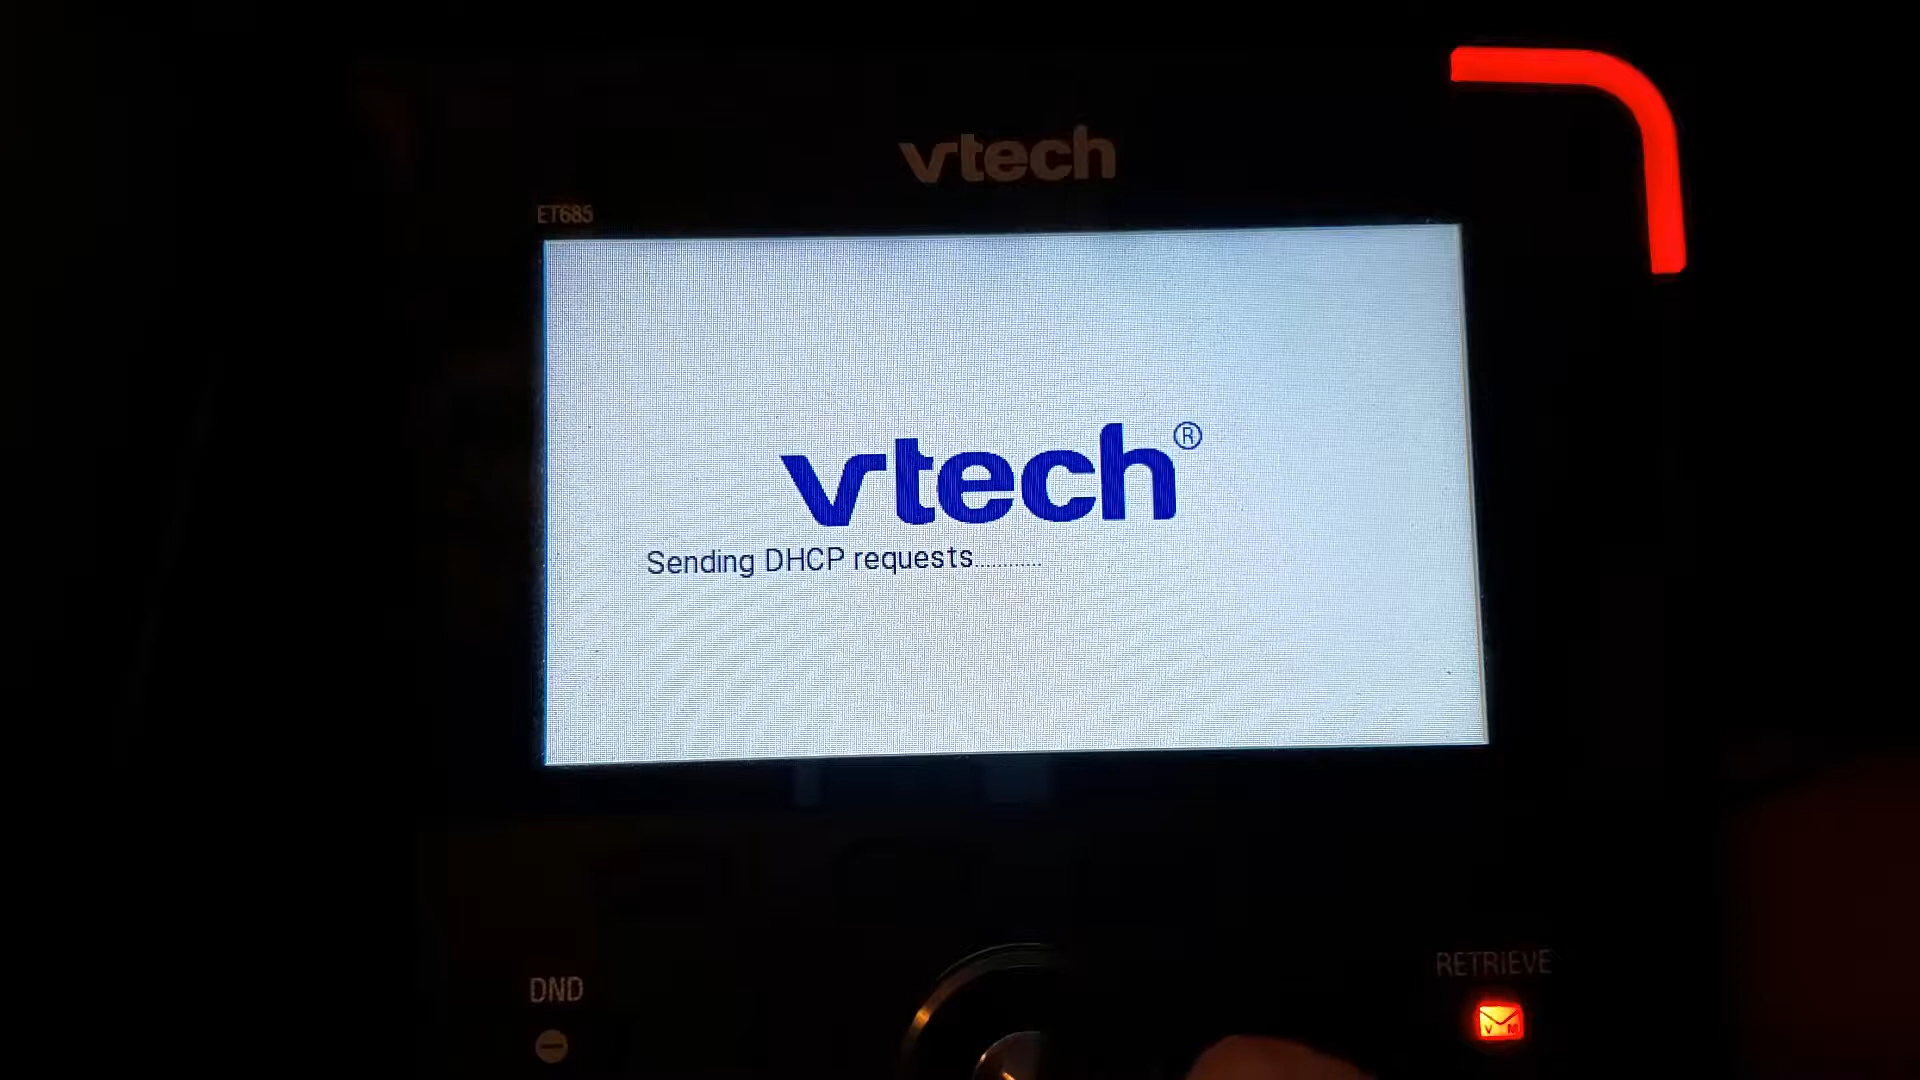 vtech
ET685
vtech®
Sending DHCP requests............
DND
RETRIEVE
V M